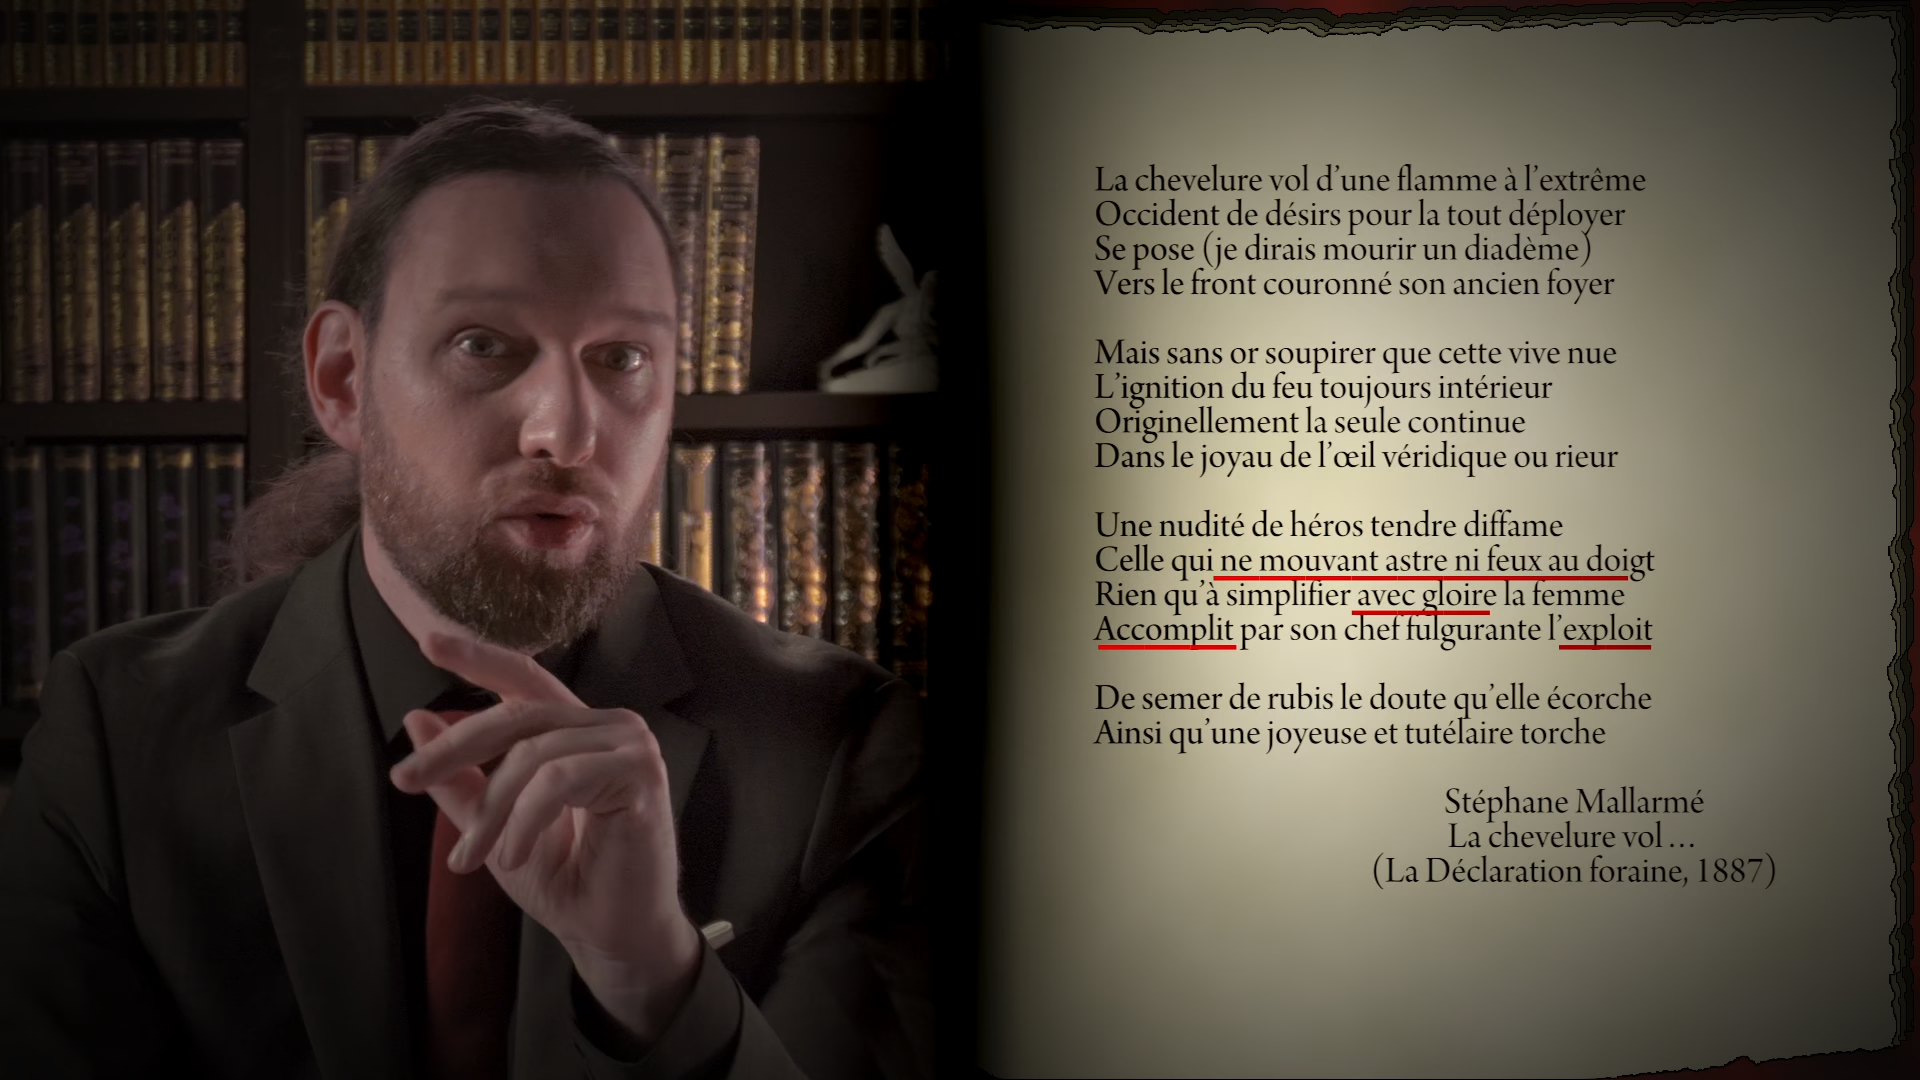 La chevelure vol d’une flamme à l’extrême
Occident de désirs pour la tout déployer
Se pose (je dirais mourir un diadème)
Vers le front couronné son ancien foyer
Mais sans or soupirer que cette vive nue
L’ignition du feu toujours intérieur
Originellement la seule continue
Dans le joyau de l’œil véridique ou rieur
Une nudité de héros tendre diffame
Celle qui ne mouvant astre ni feux au doigt
Rien qu’à simplifier avec gloire la femme
Accomplit par son chef fulgurante l’exploit
De semer de rubis le doute qu’elle écorche
Ainsi qu’une joyeuse et tutélaire torche
Stéphane Mallarmé
La chevelure vol…
(La Déclaration foraine, 1887)